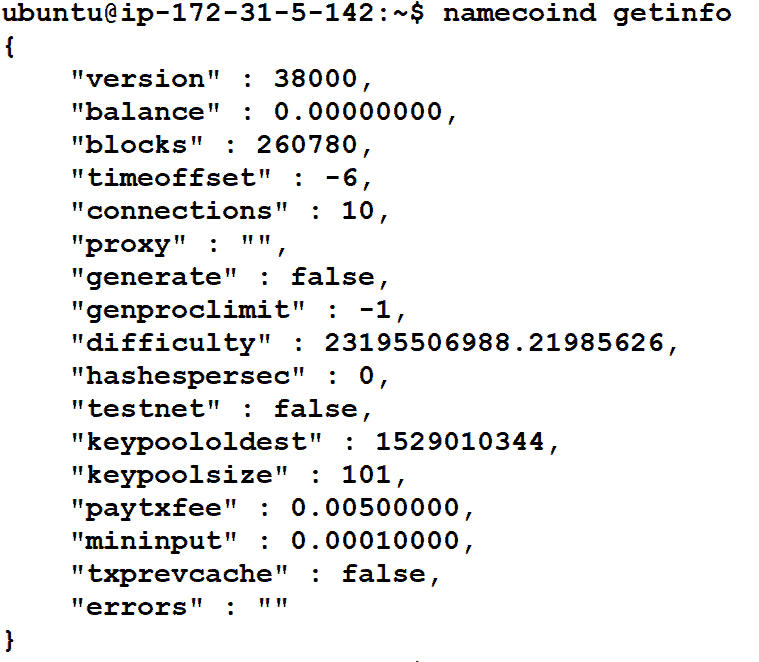 ubuntu@ip-172-31-5-142:~$ namecoind getinfo
{
    "version" : 38000,
    "balance" : 0.00000000,
    "blocks" : 260780,
    "timeoffset" : -6,
    "connections" : 10,
    "proxy" : "",
    "generate" : false,
    "genproclimit" : -1,
    "difficulty" : 23195506988.21985626,
    "hashespersec" : 0,
    "testnet" : false,
    "keypoololdest" : 1529010344,
    "keypoolsize" : 101,
    "paytxfee" : 0.00500000,
    "mininput" : 0.00010000,
    "txprevcache" : false,
    "errors" : ""
}